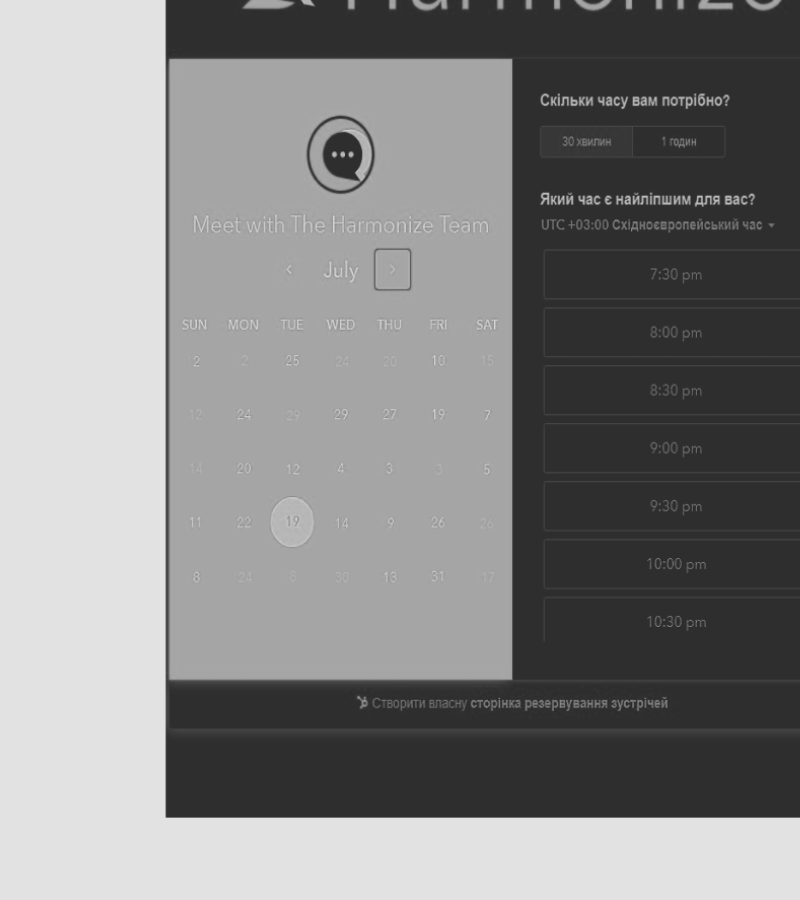 Harmonize
Meet with The Harmonize Team
July
SUN MON TUE WED THU FRI SAT
2 2 25 24 20 10 15
12 24 29 29 27 19 7
14 20 12 4 3 3 5
11 22 19 14 9 26 26
8 24 8 30 13 31 17
Скільки часу вам потрібно?
30 хвилин 1 годин
Який час є найліпшим для вас?
UTC +03:00 Східноєвропейський час
7:30 pm
8:00 pm
8:30 pm
9:00 pm
9:30 pm
10:00 pm
10:30 pm
Створити власну сторінка резервування зустрічей